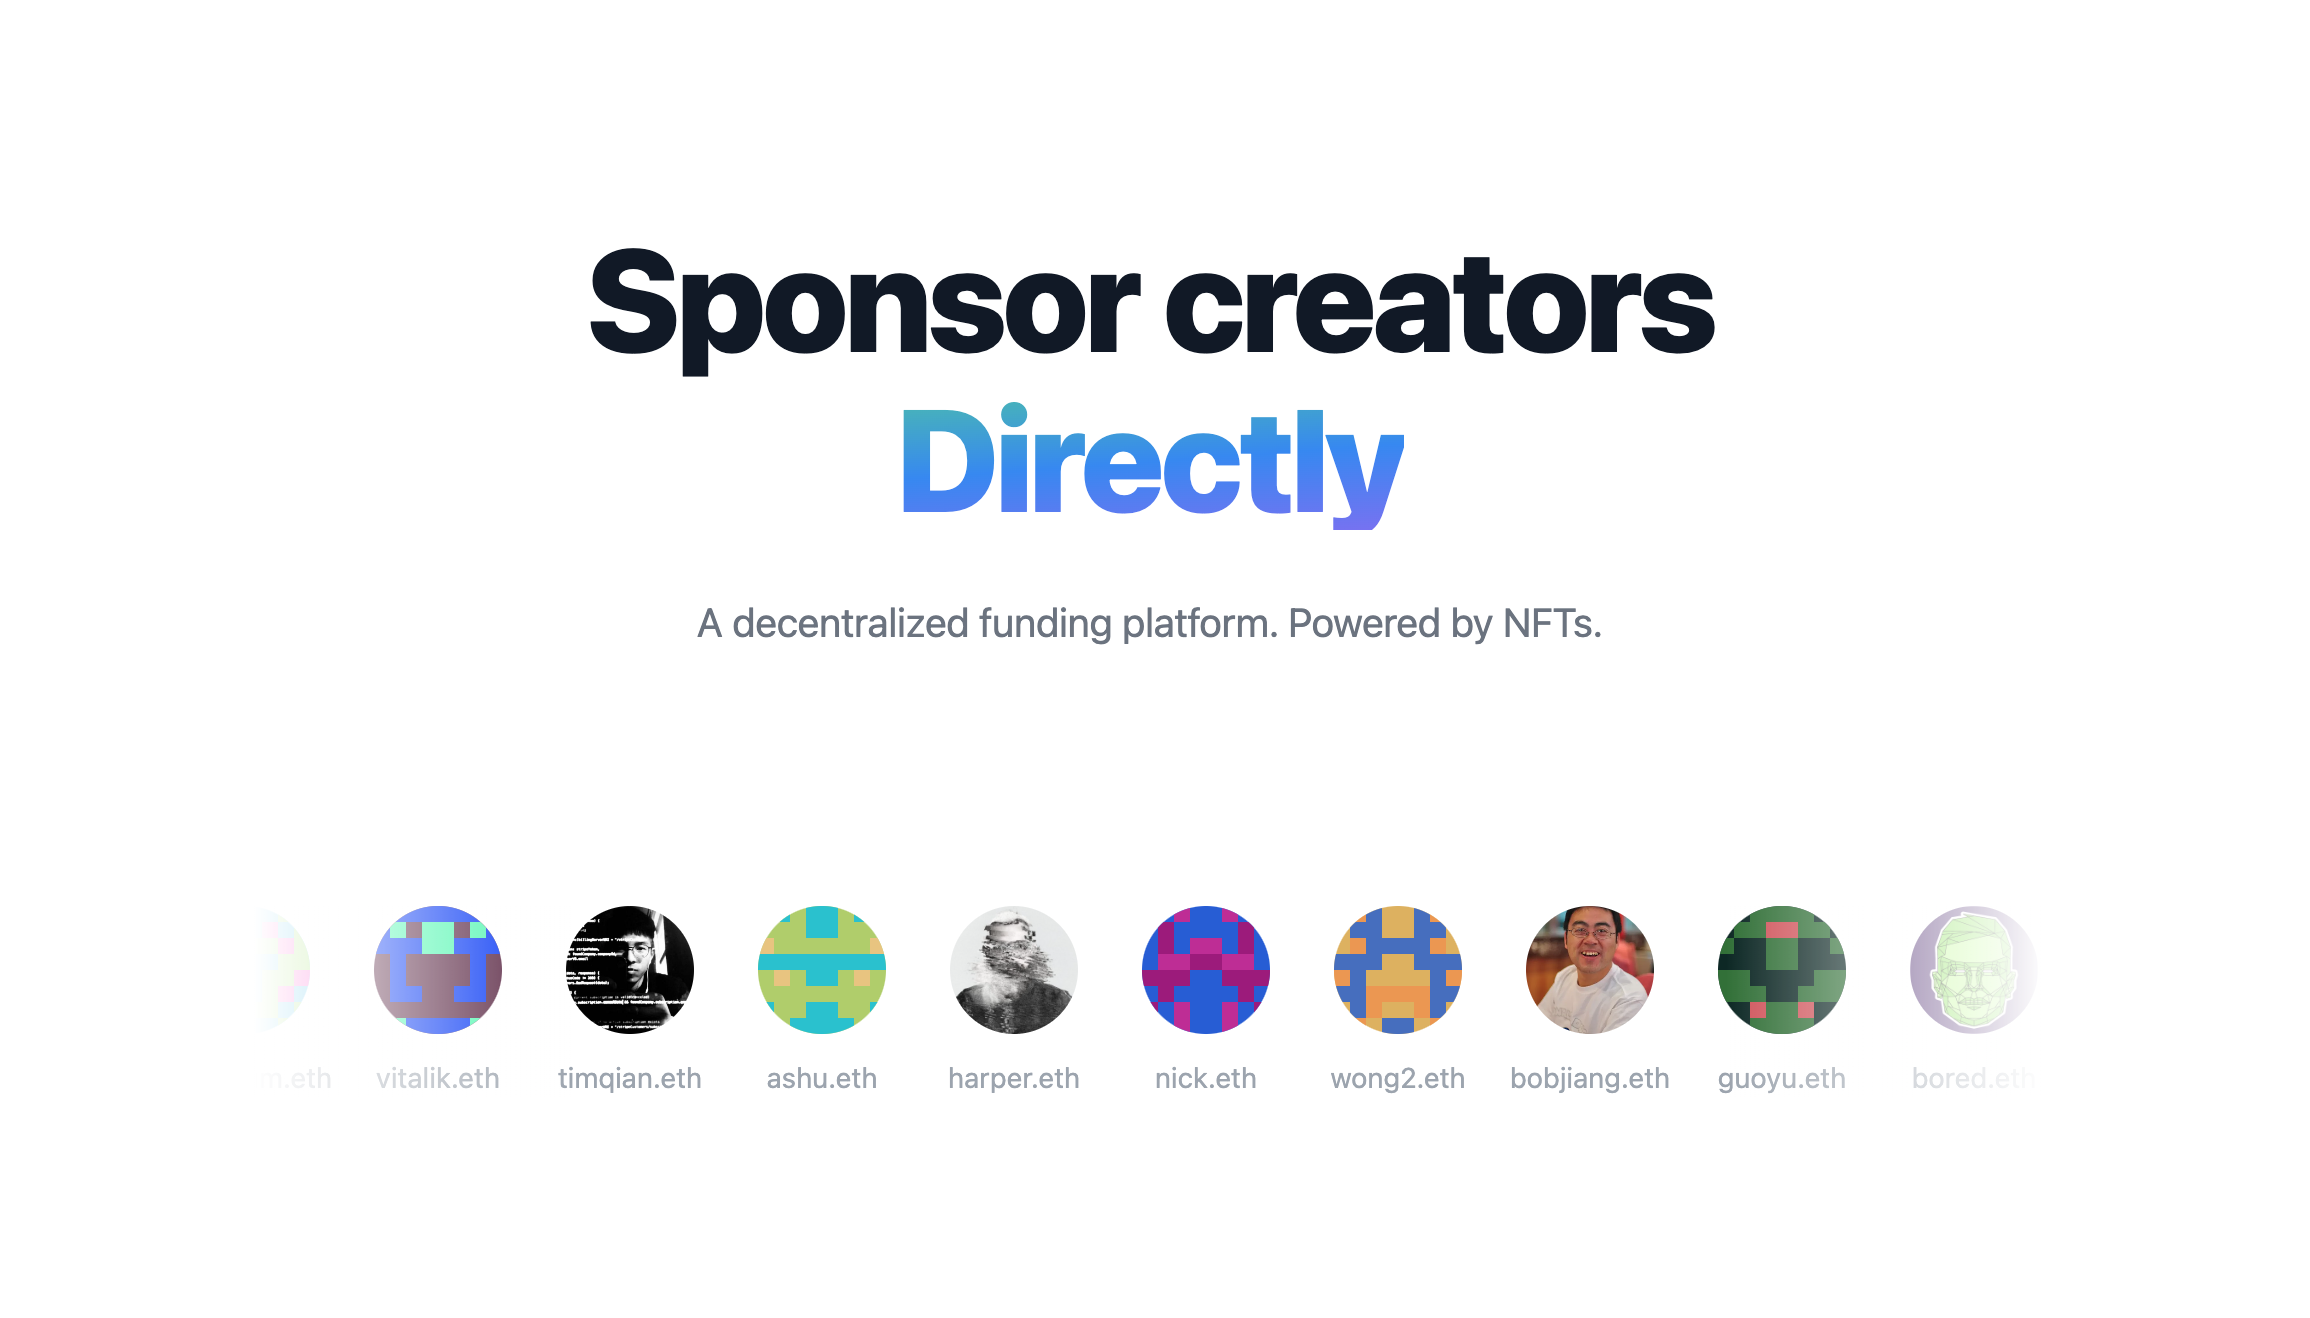 Sponsor creators
Directly
A decentralized funding platform. Powered by NFTs.
m.eth vitalik.eth timqian.eth ashu.eth harper.eth nick.eth wong2.eth bobjiang.eth guoyu.eth bored.eth